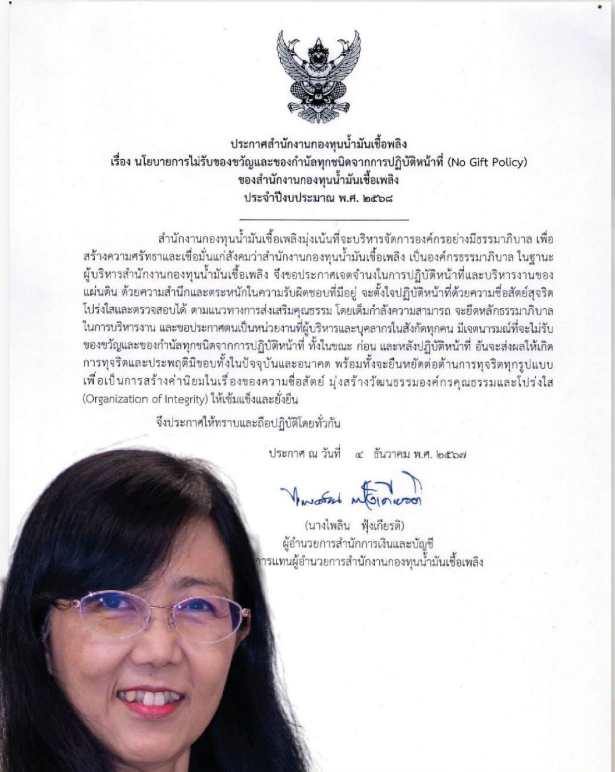 ประกาศสำนักงานกองทุนน้ำมันเชื้อเพลิง
เรื่อง นโยบายการไม่รับของขวัญและของกำนัลทุกชนิดจากการปฏิบัติหน้าที่ (No Gift Policy)
ของสำนักงานกองทุนน้ำมันเชื้อเพลิง
ประจำปีงบประมาณ พ.ศ. ๒๕๖๘
สำนักงานกองทุนน้ำมันเชื้อเพลิงมุ่งเน้นที่จะบริหารจัดการองค์กรอย่างมีธรรมาภิบาล เพื่อ
สร้างความศรัทธาและเชื่อมั่นแก่สังคมว่าสำนักงานกองทุนน้ำมันเชื้อเพลิง เป็นองค์กรธรรมาภิบาล ในฐานะ
ผู้บริหารสำนักงานกองทุนน้ำมันเชื้อเพลิง จึงขอประกาศเจตจำนงในการปฏิบัติหน้าที่และบริหารงานของ
แผ่นดิน ด้วยความสำนึกและตระหนักในความรับผิดชอบที่มีอยู่ จะตั้งใจปฏิบัติหน้าที่ด้วยความซื่อสัตย์สุจริต
โปร่งใสและตรวจสอบได้ ตามแนวทางการส่งเสริมคุณธรรม โดยเต็มกำลังความสามารถ จะยึดหลักธรรมาภิบาล
ในการบริหารงาน และขอประกาศตนเป็นหน่วยงานที่ผู้บริหารและบุคลากรในสังกัดทุกคน มีเจตนารมณ์ที่จะไม่รับ
ของขวัญและของกำนัลทุกชนิดจากการปฏิบัติหน้าที่ ทั้งในขณะ ก่อน และหลังปฏิบัติหน้าที่ อันจะส่งผลให้เกิด
การทุจริตและประพฤติมิชอบทั้งในปัจจุบันและอนาคต พร้อมทั้งจะยืนหยัดต่อต้านการทุจริตทุกรูปแบบ
เพื่อเป็นการสร้างค่านิยมในเรื่องของความซื่อสัตย์ มุ่งสร้างวัฒนธรรมองค์กรคุณธรรมและโปร่งใส
(Organization of Integrity) ให้เข้มแข็งและยั่งยืน
จึงประกาศให้ทราบและถือปฏิบัติโดยทั่วกัน
ประกาศ ณ วันที่ ๔ ธันวาคม พ.ศ. ๒๕๖๗
(นางไพลิน ฟุ้งเกียรติ)
ผู้อำนวยการสำนักการเงินและบัญชี
การแทนผู้อำนวยการสำนักงานกองทุนน้ำมันเชื้อเพลิง